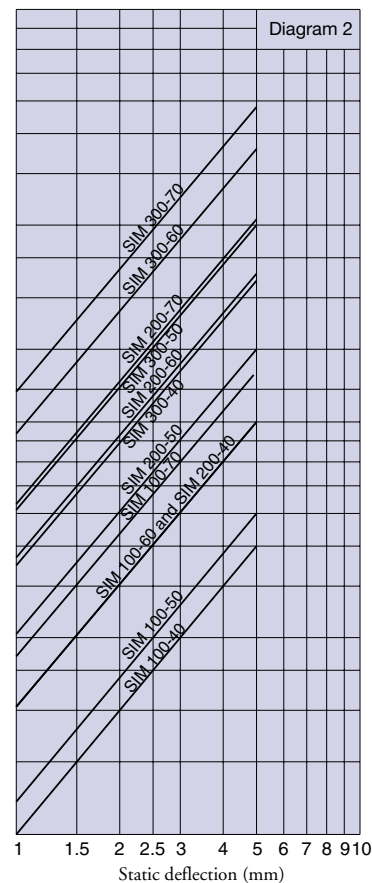 Diagram 2
SIM 300-70
SIM 300-60
SIM 200-70
SIM 300-50
SIM 200-60
SIM 300-40
SIM 200-50
SIM 100-70
SIM 100-60 and SIM 200-40
SIM 100-50
SIM 100-40
1 1.5 2 2.5 3 4 5 6 7 8 9 10
Static deflection (mm)